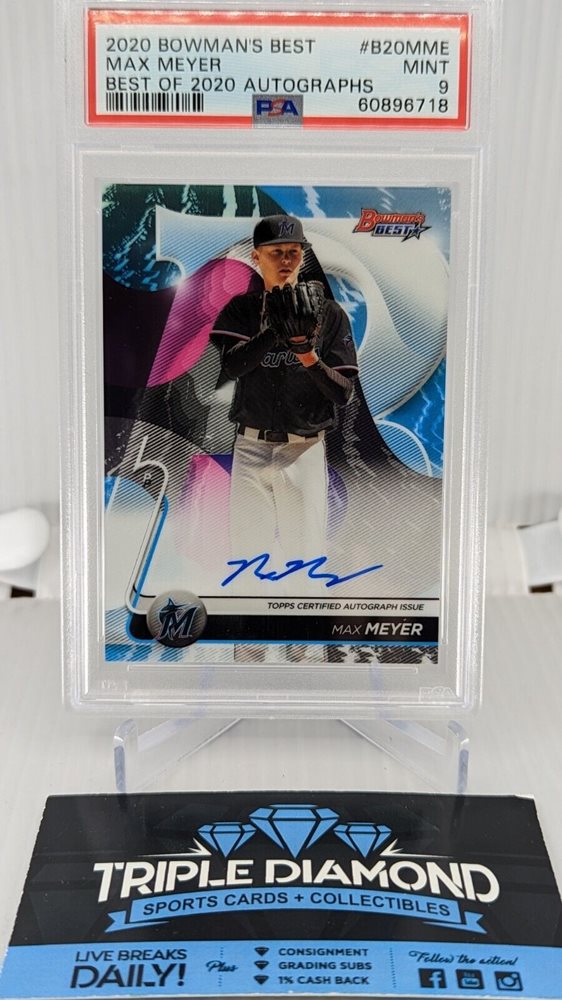 2020 BOWMAN'S BEST #B20MME
MAX MEYER MINT
BEST OF 2020 AUTOGRAPHS 9
PSA 60896718
Bowman's
BEST
M
TOPPS CERTIFIED AUTOGRAPH ISSUE
MAX MEYER
M
TRIPLE DIAMOND
SPORTS CARDS + COLLECTIBLES
LIVE BREAKS
DAILY!
Plus
CONSIGNMENT
GRADING SUBS
1% CASH BACK
Follow the action!